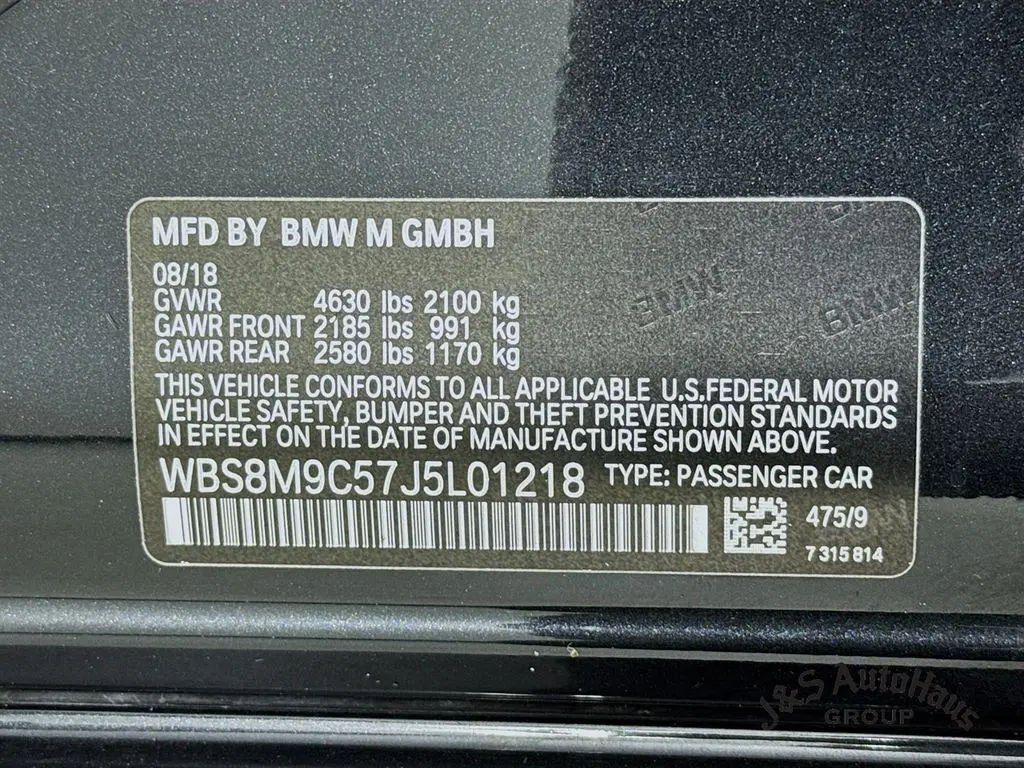 MFD BY BMW M GMBH
08/18
GVWR 4630 lbs 2100 kg
GAWR FRONT 2185 lbs 991 kg
GAWR REAR 2580 lbs 1170 kg
BMW BMW
THIS VEHICLE CONFORMS TO ALL APPLICABLE U.S.FEDERAL MOTOR
VEHICLE SAFETY, BUMPER AND THEFT PREVENTION STANDARDS
IN EFFECT ON THE DATE OF MANUFACTURE SHOWN ABOVE.
WBS8M9C57J5L01218 TYPE: PASSENGER CAR
475/9
7 315 814
J&S AutoHaus
GROUP